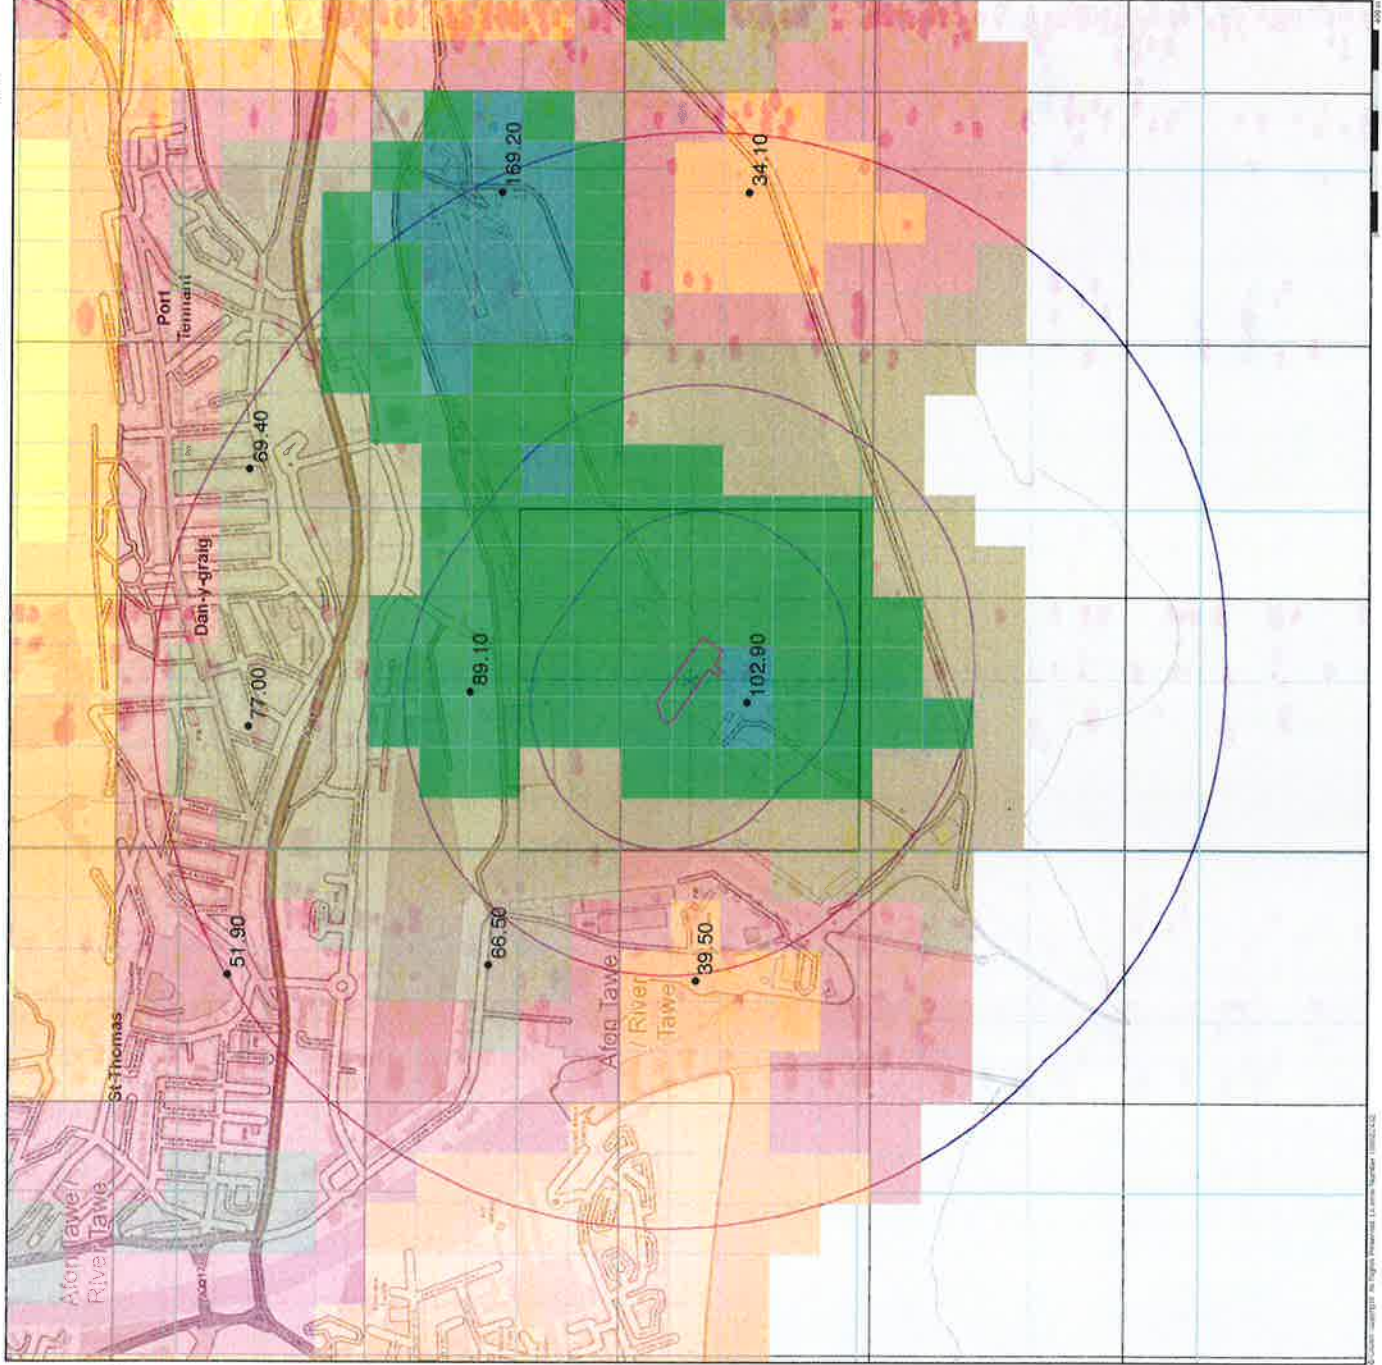 Port
Tennant
Dan-y-graig
St Thomas
Afon Tawe /
River Tawe
Afon Tawe
/ River
Tawe
169.20
34.10
69.40
77.00
89.10
102.90
51.90
66.50
39.50